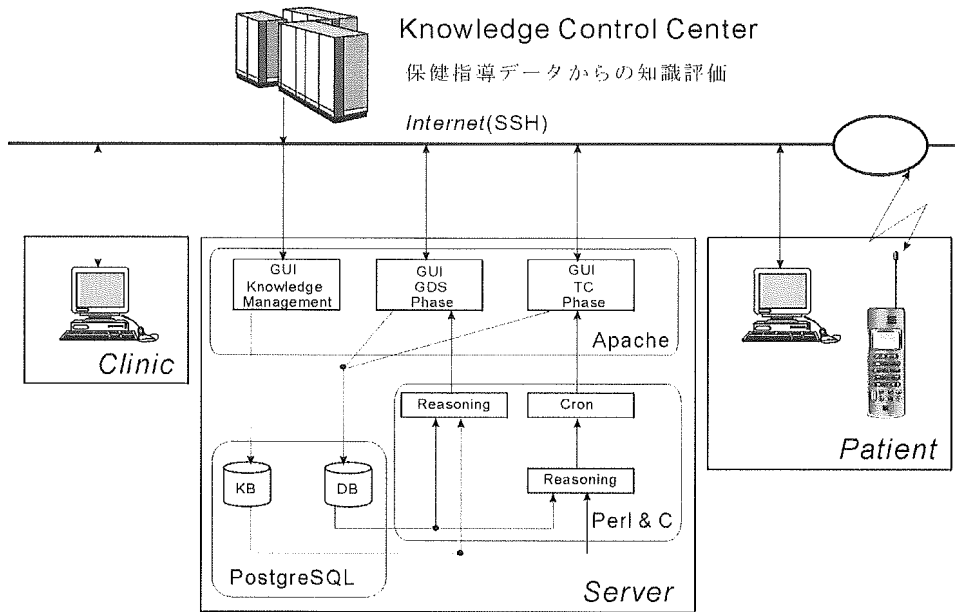 Knowledge Control Center
保健指導データからの知識評価
Internet(SSH)
GUI
Knowledge
Management
GUI
GDS
Phase
GUI
TC
Phase
Apache
Clinic
Reasoning
Cron
Patient
KB
DB
Reasoning
Perl & C
PostgreSQL
Server